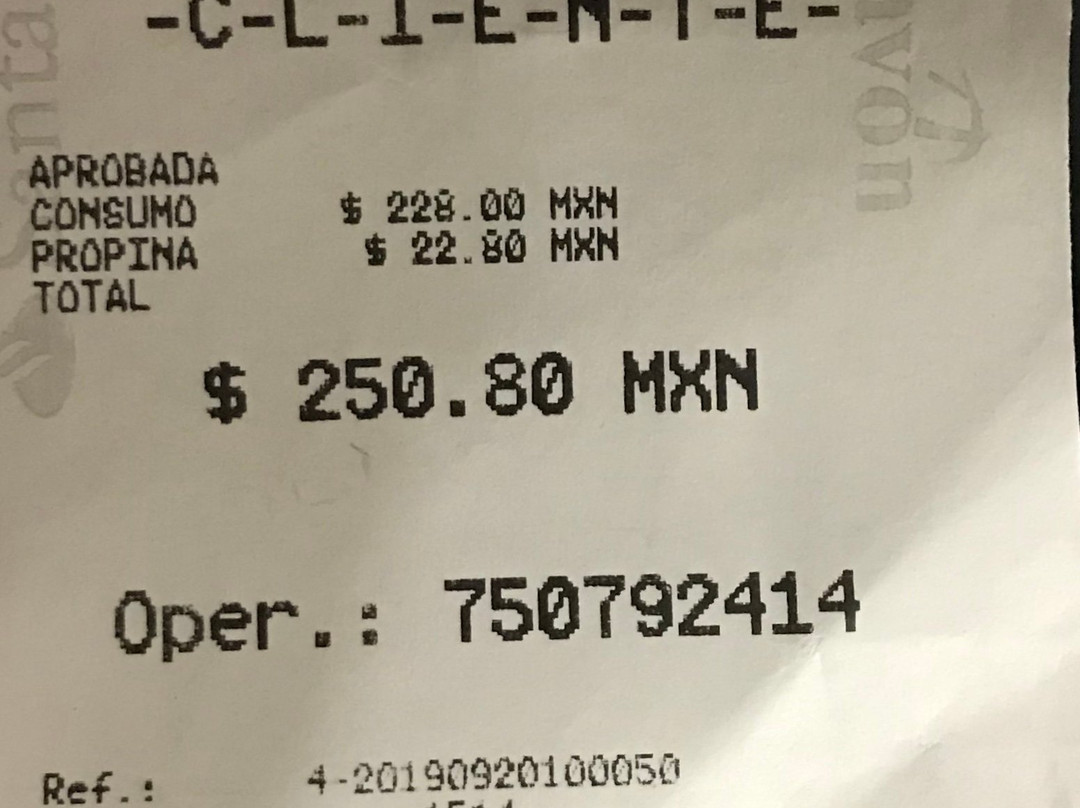 -C-L-I-E-N-T-E-
APROBADA
CONSUMO $ 228.00 MXN
PROPINA $ 22.80 MXN
TOTAL
$ 250.80 MXN
Oper.: 750792414
Ref.: 4-20190920100050